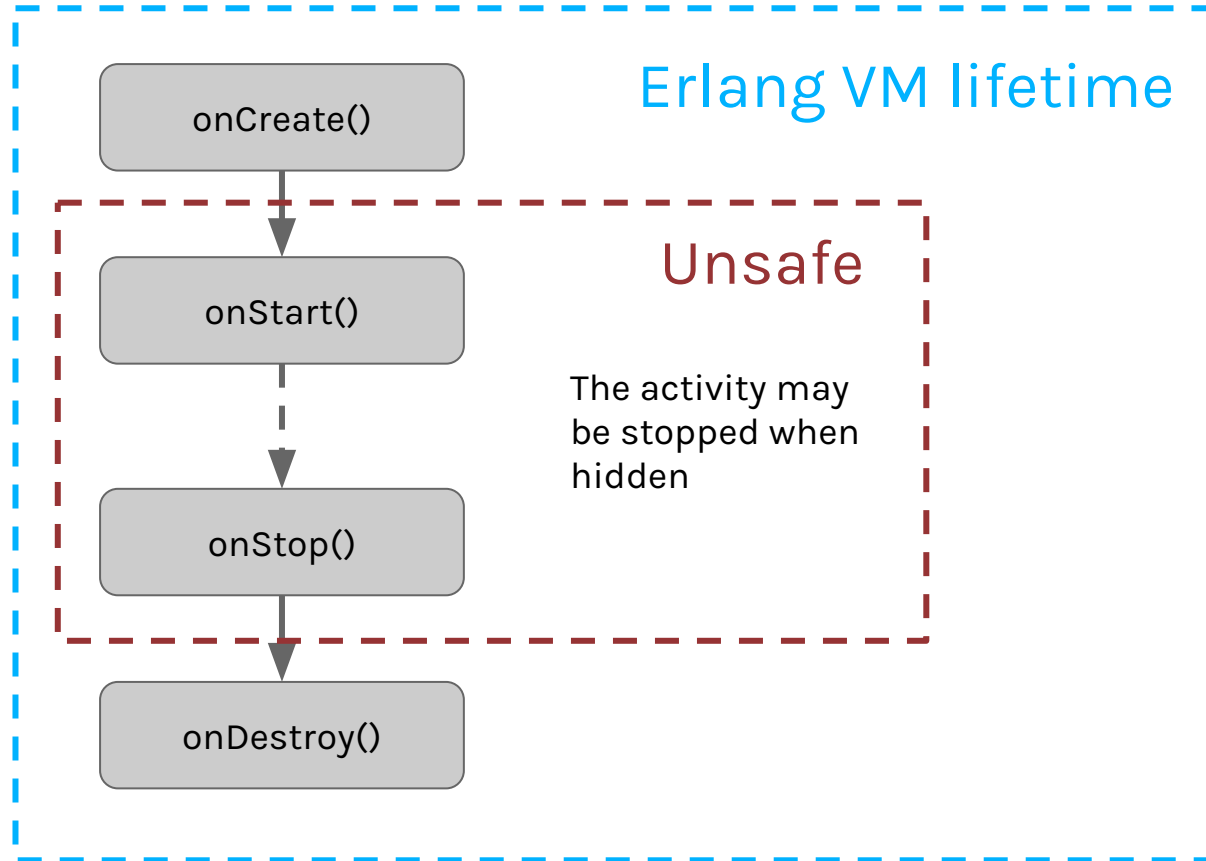 Erlang VM lifetime
onCreate()
Unsafe
onStart()
The activity may
be stopped when
hidden
onStop()
onDestroy()